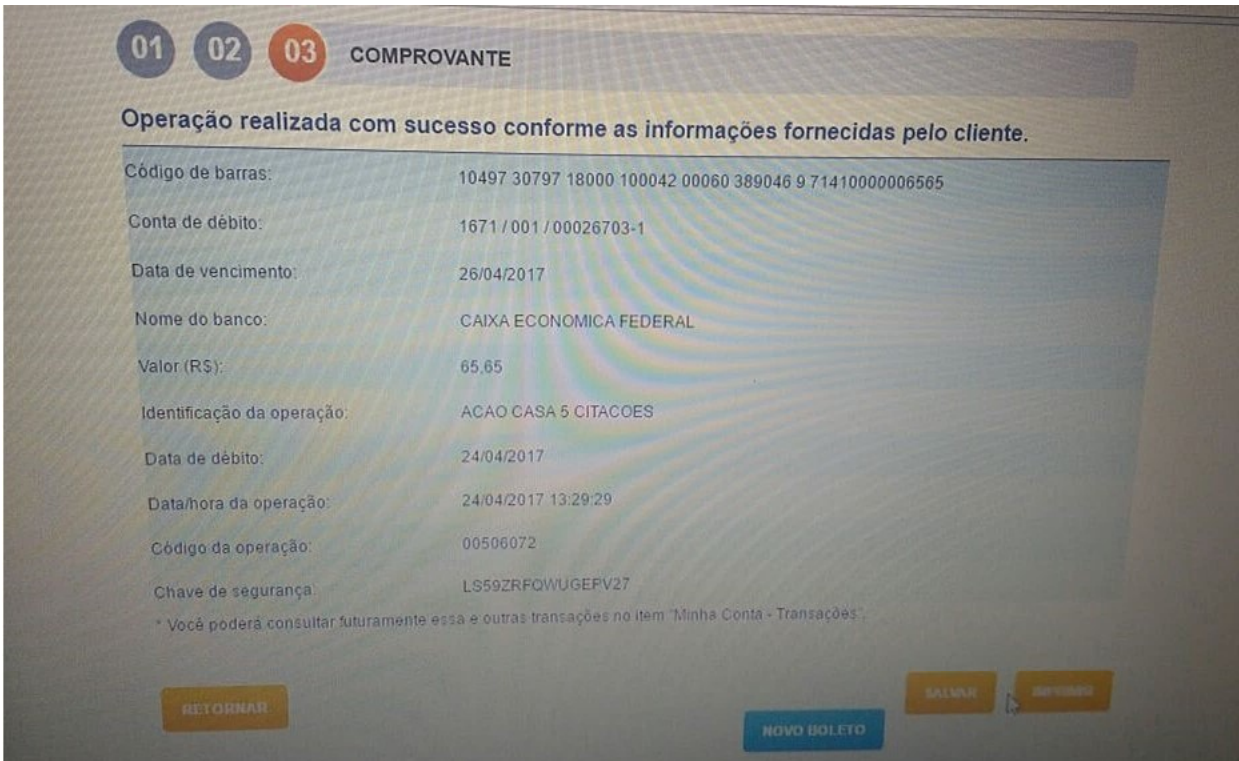 01 02 03 COMPROVANTE
Operação realizada com sucesso conforme as informações fornecidas pelo cliente.
Código de barras: 10497 30797 18000 100042 00060 389046 9 71410000006565
Conta de débito: 1671 / 001 / 00026703-1
Data de vencimento: 26/04/2017
Nome do banco: CAIXA ECONOMICA FEDERAL
Valor (R$): 65,65
Identificação da operação: ACAO CASA 5 CITACOES
Data de débito: 24/04/2017
Data/hora da operação: 24/04/2017 13:29:29
Código da operação: 00506072
Chave de segurança: LS59ZRFQWUGEPV27
* Você poderá consultar futuramente essa e outras transações no item "Minha Conta - Transações".
RETORNAR
SALVAR IMPRIMIR
NOVO BOLETO